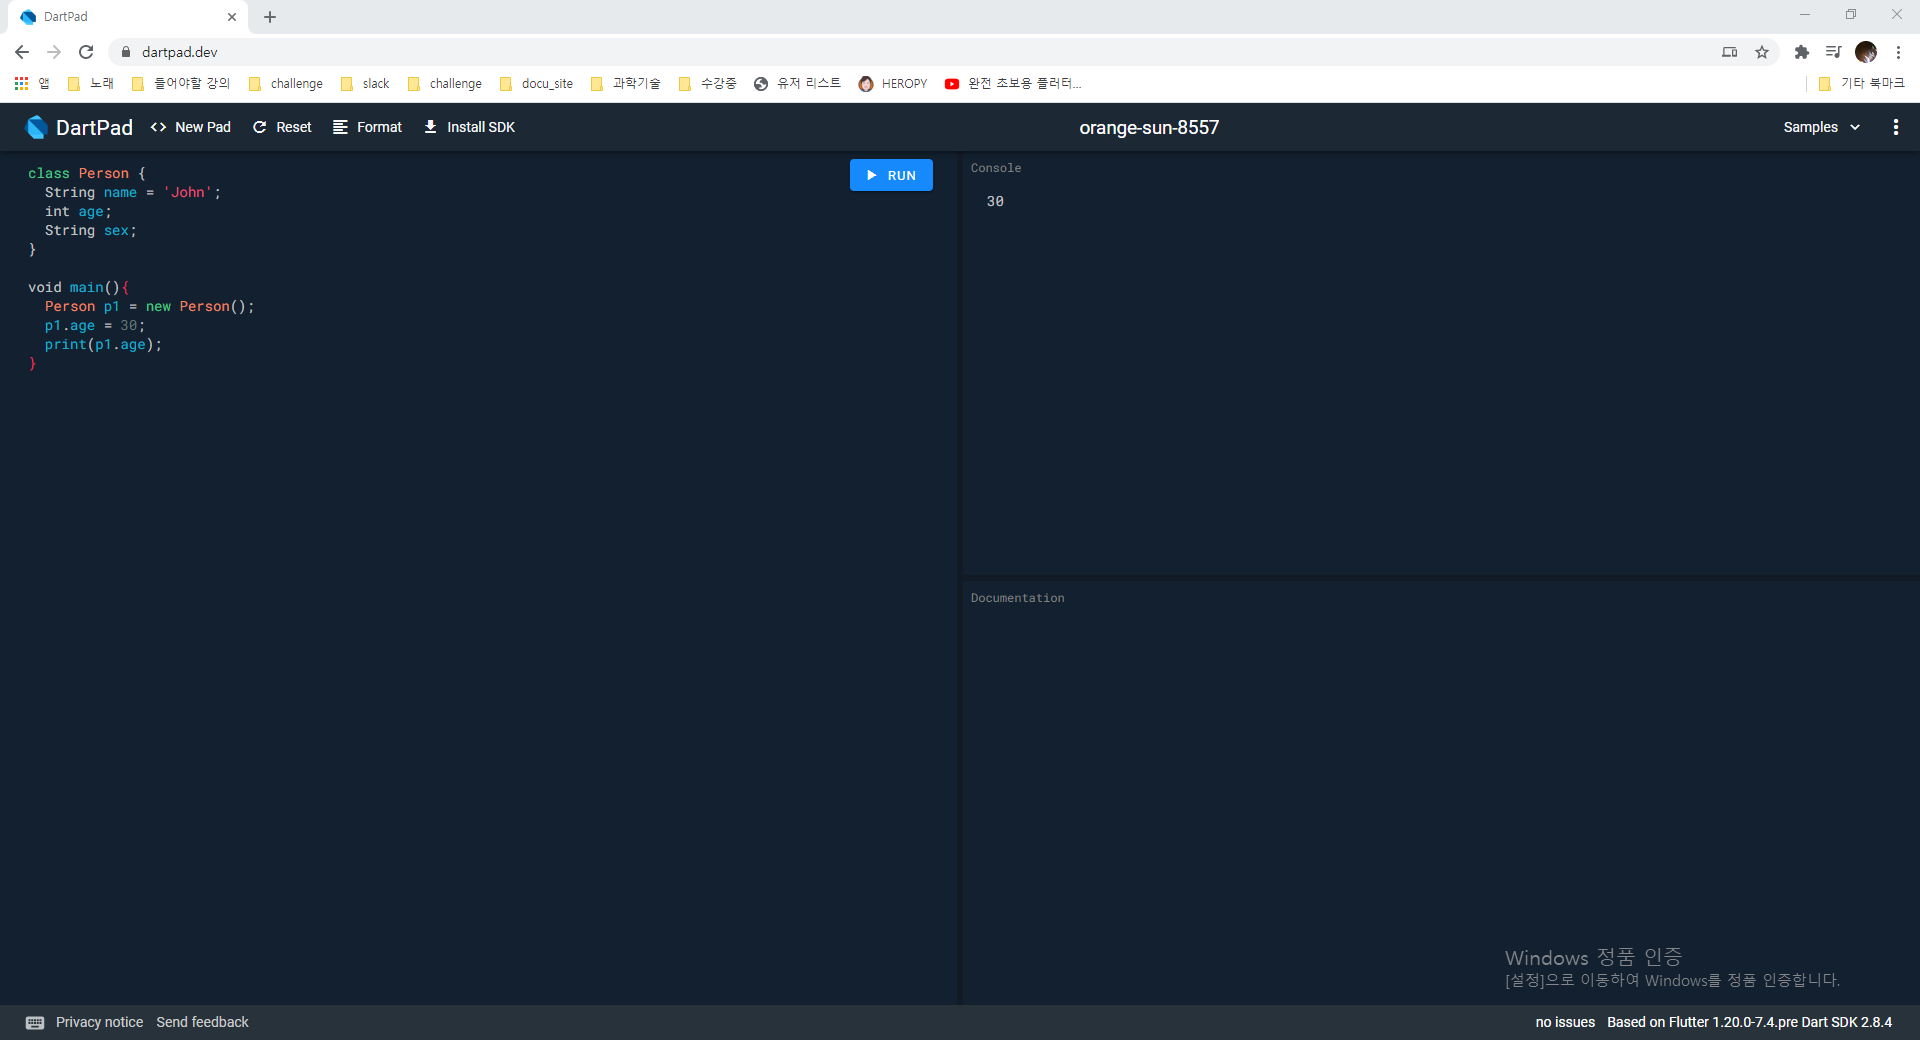 DartPad
dartpad.dev
앱 노래 들어야할 강의 challenge slack challenge docu_site 과학기술 수강중 유저 리스트 HEROPY 완전 초보용 플러터... 기타 북마크
DartPad <> New Pad Reset Format Install SDK orange-sun-8557 Samples
class Person {
  String name = 'John';
  int age;
  String sex;
}
void main(){
  Person p1 = new Person();
  p1.age = 30;
  print(p1.age);
}
RUN
Console
30
Documentation
Windows 정품 인증
[설정]으로 이동하여 Windows를 정품 인증합니다.
Privacy notice Send feedback no issues Based on Flutter 1.20.0-7.4.pre Dart SDK 2.8.4